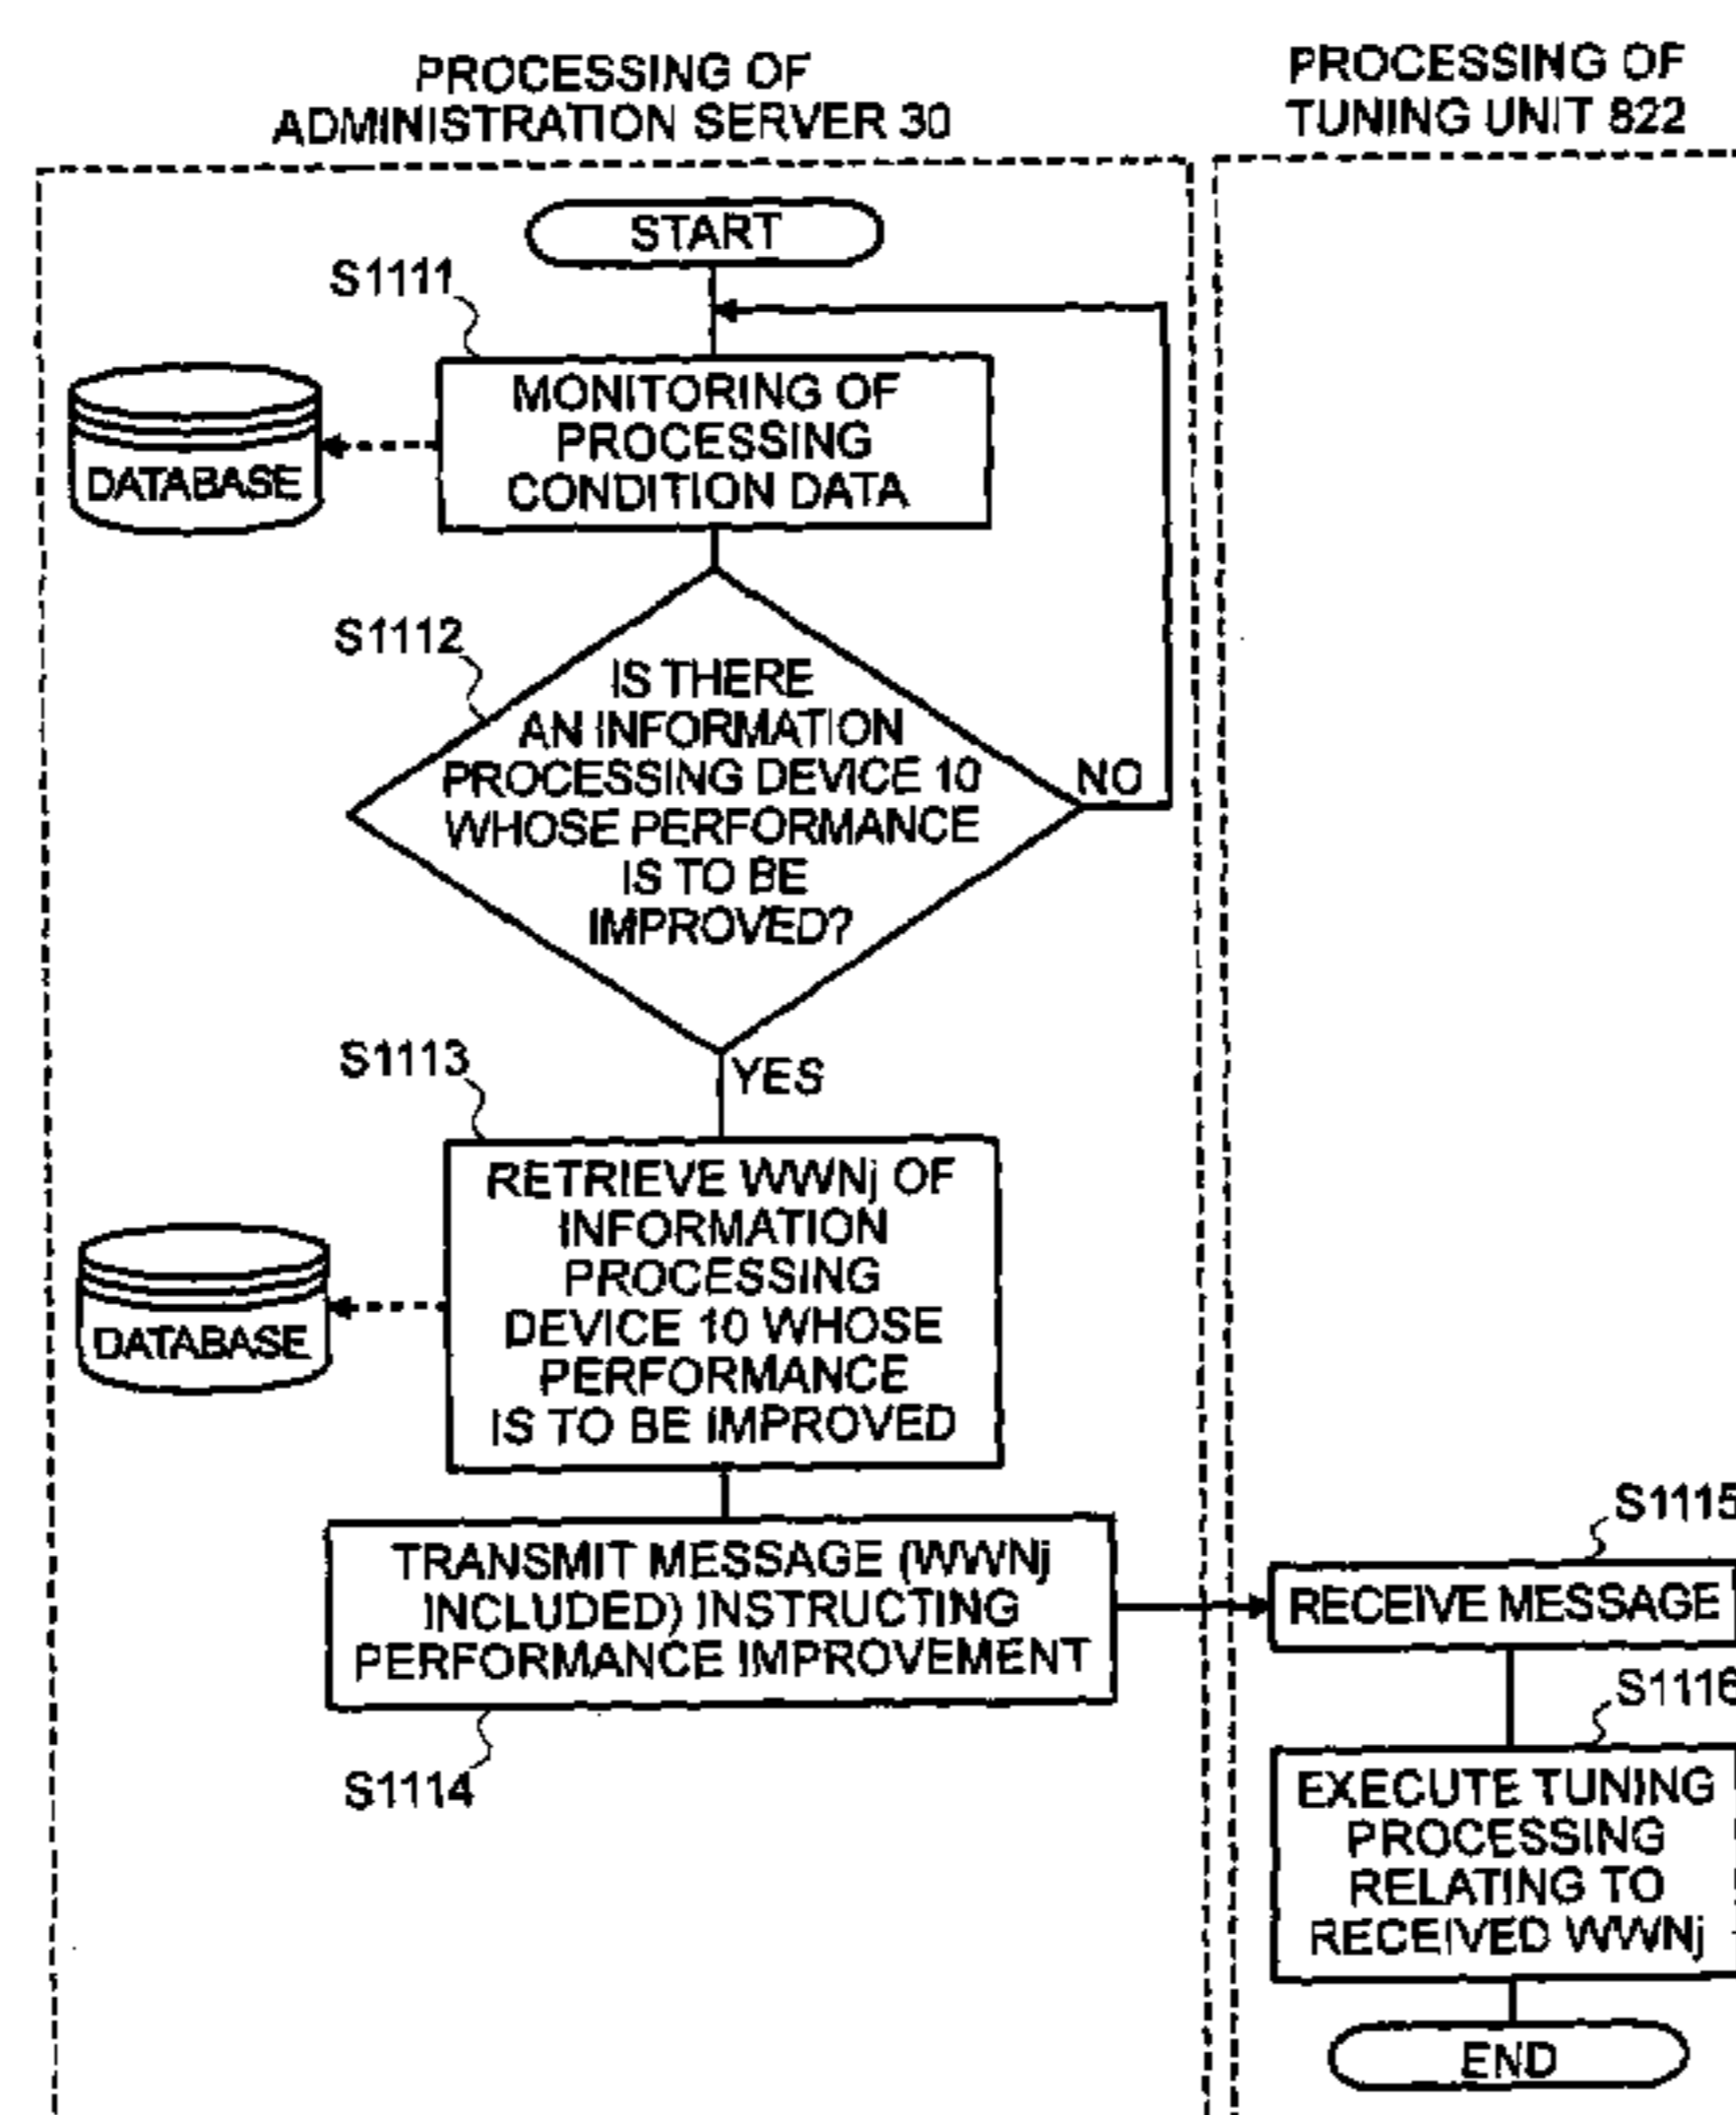 PROCESSING OF
ADMINISTRATION SERVER 30
PROCESSING OF
TUNING UNIT 822
START
S1111
MONITORING OF
PROCESSING
CONDITION DATA
DATABASE
S1112
IS THERE
AN INFORMATION
PROCESSING DEVICE 10
WHOSE PERFORMANCE
IS TO BE
IMPROVED?
NO
YES
S1113
RETRIEVE WWNj OF
INFORMATION
PROCESSING
DEVICE 10 WHOSE
PERFORMANCE
IS TO BE IMPROVED
DATABASE
TRANSMIT MESSAGE (WWNj
INCLUDED) INSTRUCTING
PERFORMANCE IMPROVEMENT
S1114
S1115
RECEIVE MESSAGE
S1116
EXECUTE TUNING
PROCESSING
RELATING TO
RECEIVED WWNj
END